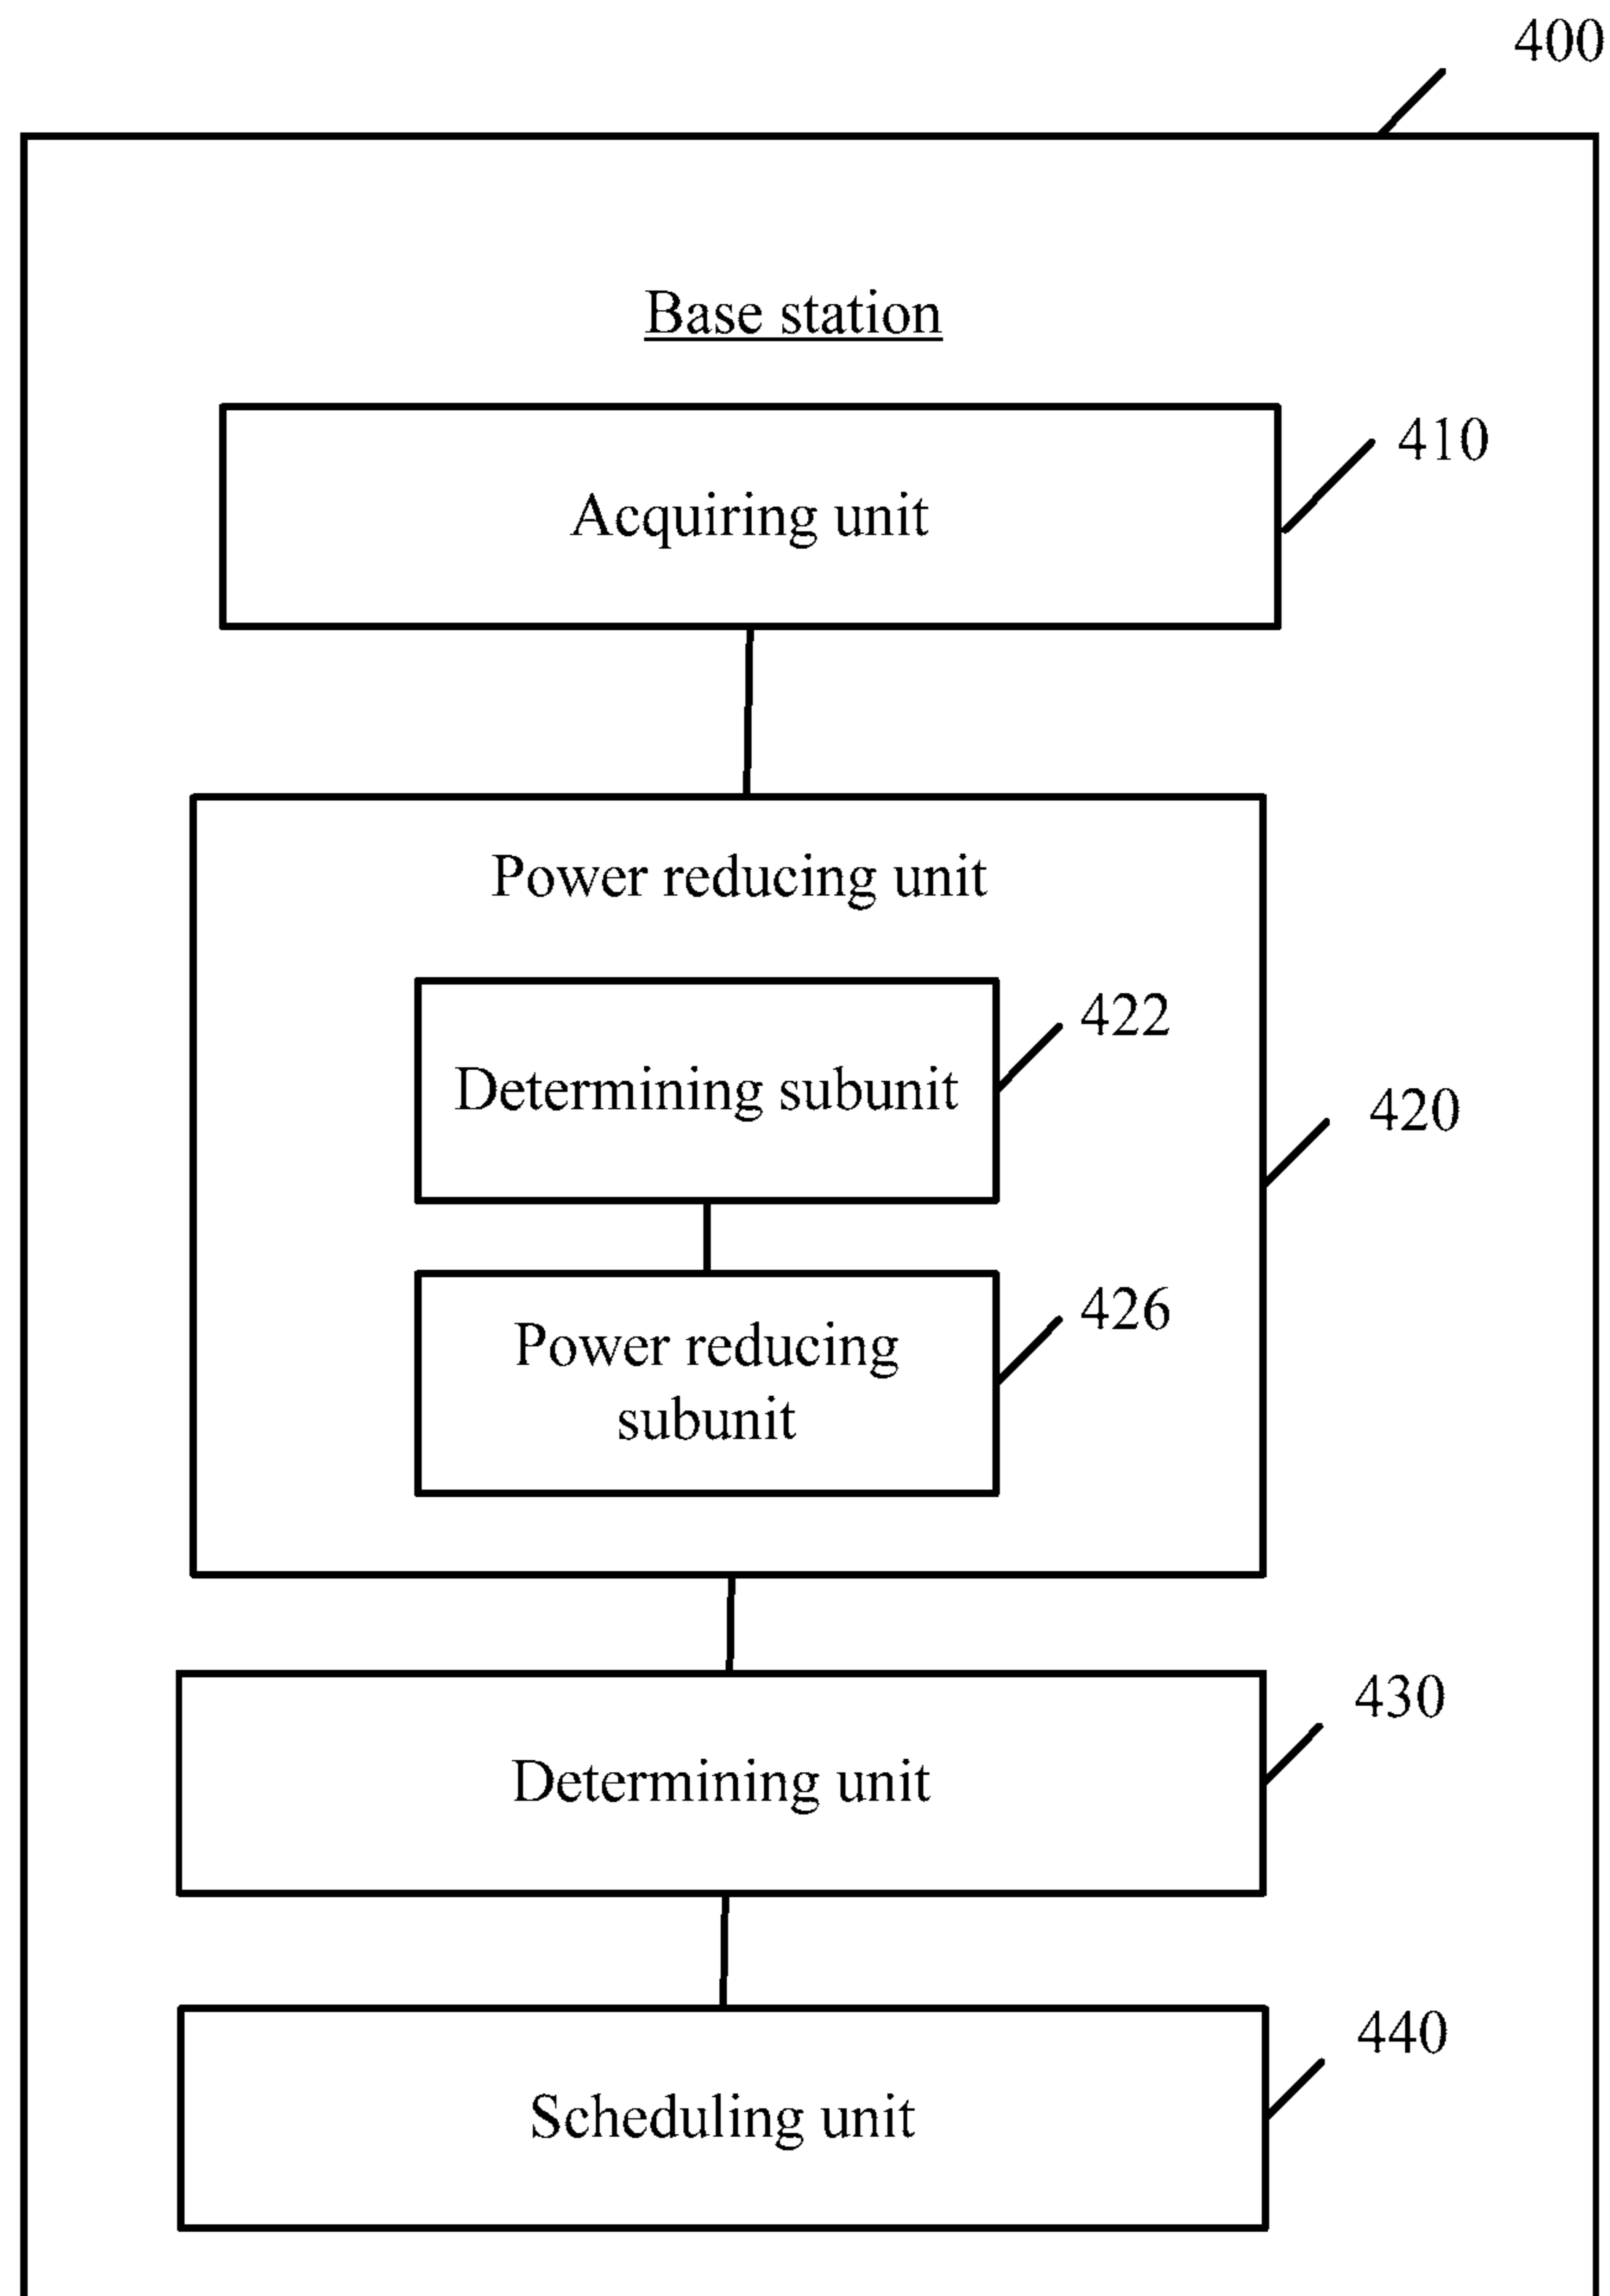 400
Base station
410
Acquiring unit
Power reducing unit
422
Determining subunit
420
426
Power reducing
subunit
430
Determining unit
440
Scheduling unit